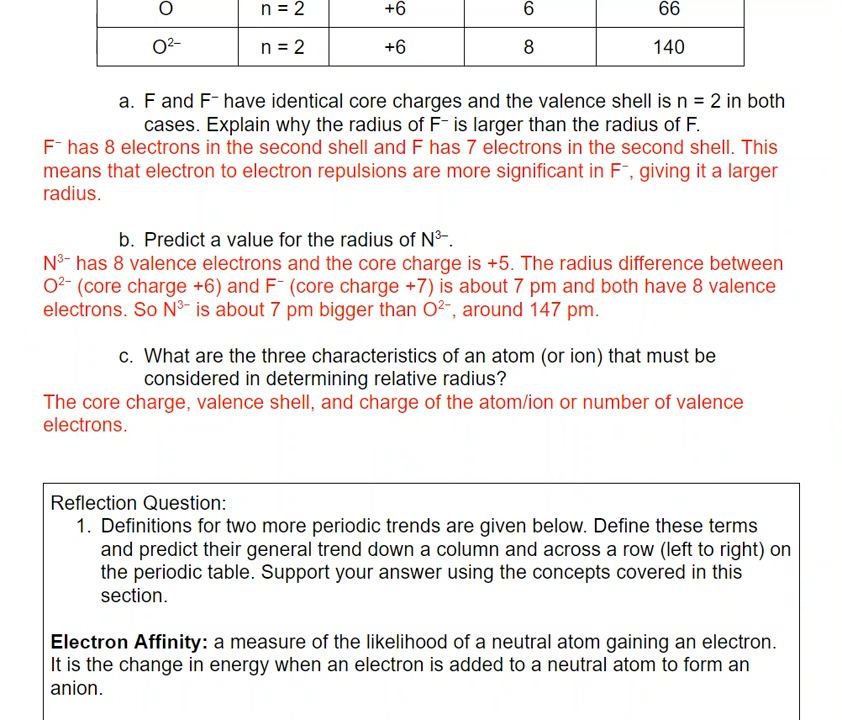 O n = 2 +6 6 66
O²⁻ n = 2 +6 8 140
a. F and F⁻ have identical core charges and the valence shell is n = 2 in both
cases. Explain why the radius of F⁻ is larger than the radius of F.
F⁻ has 8 electrons in the second shell and F has 7 electrons in the second shell. This
means that electron to electron repulsions are more significant in F⁻, giving it a larger
radius.
b. Predict a value for the radius of N³⁻.
N³⁻ has 8 valence electrons and the core charge is +5. The radius difference between
O²⁻ (core charge +6) and F⁻ (core charge +7) is about 7 pm and both have 8 valence
electrons. So N³⁻ is about 7 pm bigger than O²⁻, around 147 pm.
c. What are the three characteristics of an atom (or ion) that must be
considered in determining relative radius?
The core charge, valence shell, and charge of the atom/ion or number of valence
electrons.
Reflection Question:
1. Definitions for two more periodic trends are given below. Define these terms
and predict their general trend down a column and across a row (left to right) on
the periodic table. Support your answer using the concepts covered in this
section.
Electron Affinity: a measure of the likelihood of a neutral atom gaining an electron.
It is the change in energy when an electron is added to a neutral atom to form an
anion.